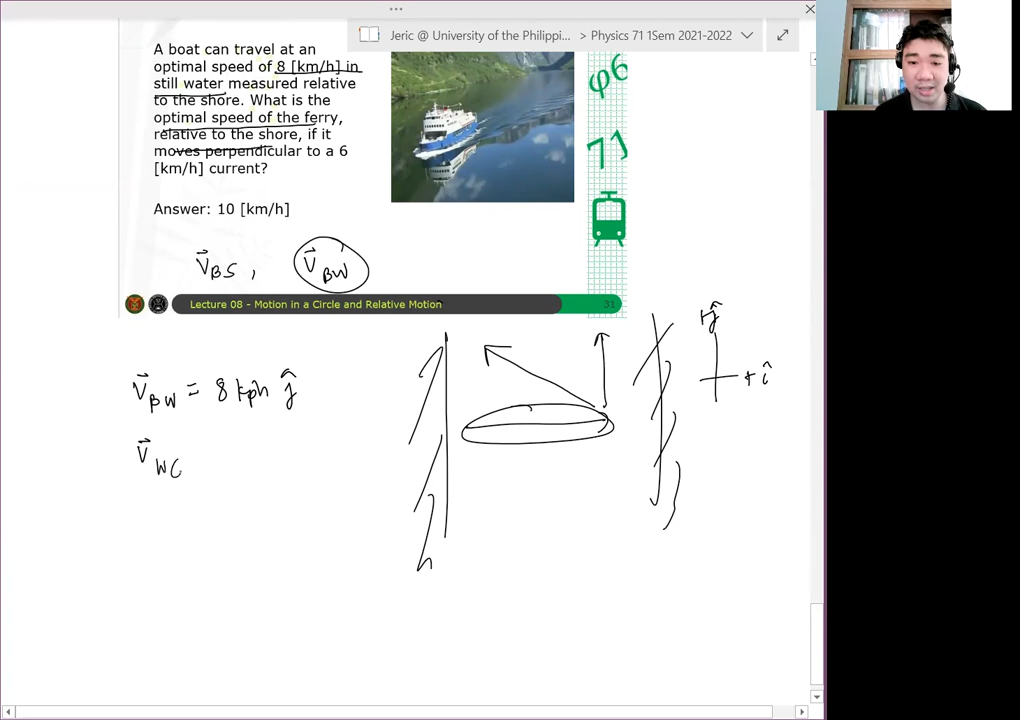 Jeric @ University of the Philippi... > Physics 71 1Sem 2021-2022
A boat can travel at an
optimal speed of 8 [km/h] in
still water measured relative
to the shore. What is the
optimal speed of the ferry,
relative to the shore, if it
moves perpendicular to a 6
[km/h] current?
Answer: 10 [km/h]
φ6
71
V⃗BS , V⃗BW
Lecture 08 - Motion in a Circle and Relative Motion 31
+ĵ
+î
V⃗BW = 8 kph ĵ
V⃗WC